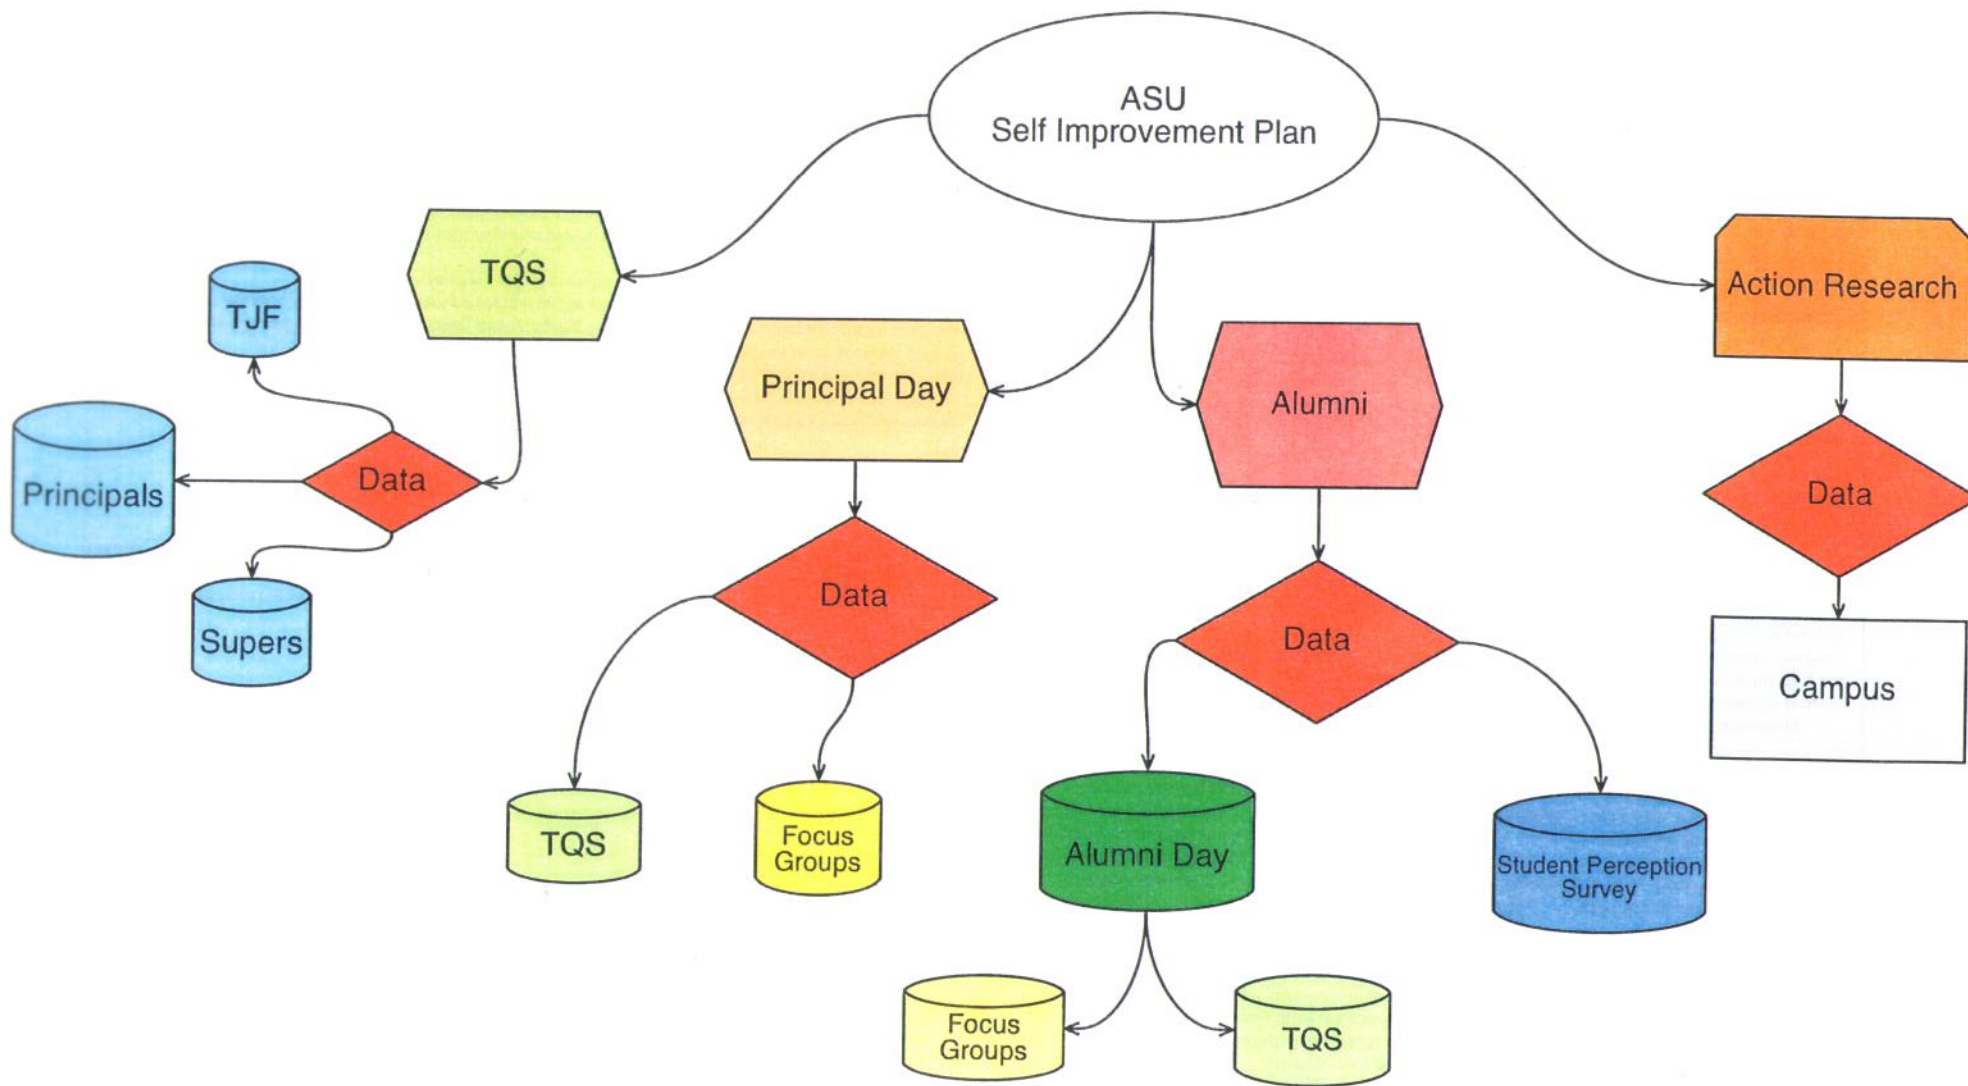 ASU
Self Improvement Plan
TQS
TJF
Action Research
Principal Day
Alumni
Data
Principals
Data
Data
Data
Supers
Data
Campus
TQS
Focus
Groups
Alumni Day
Student Perception
Survey
Focus
Groups
TQS